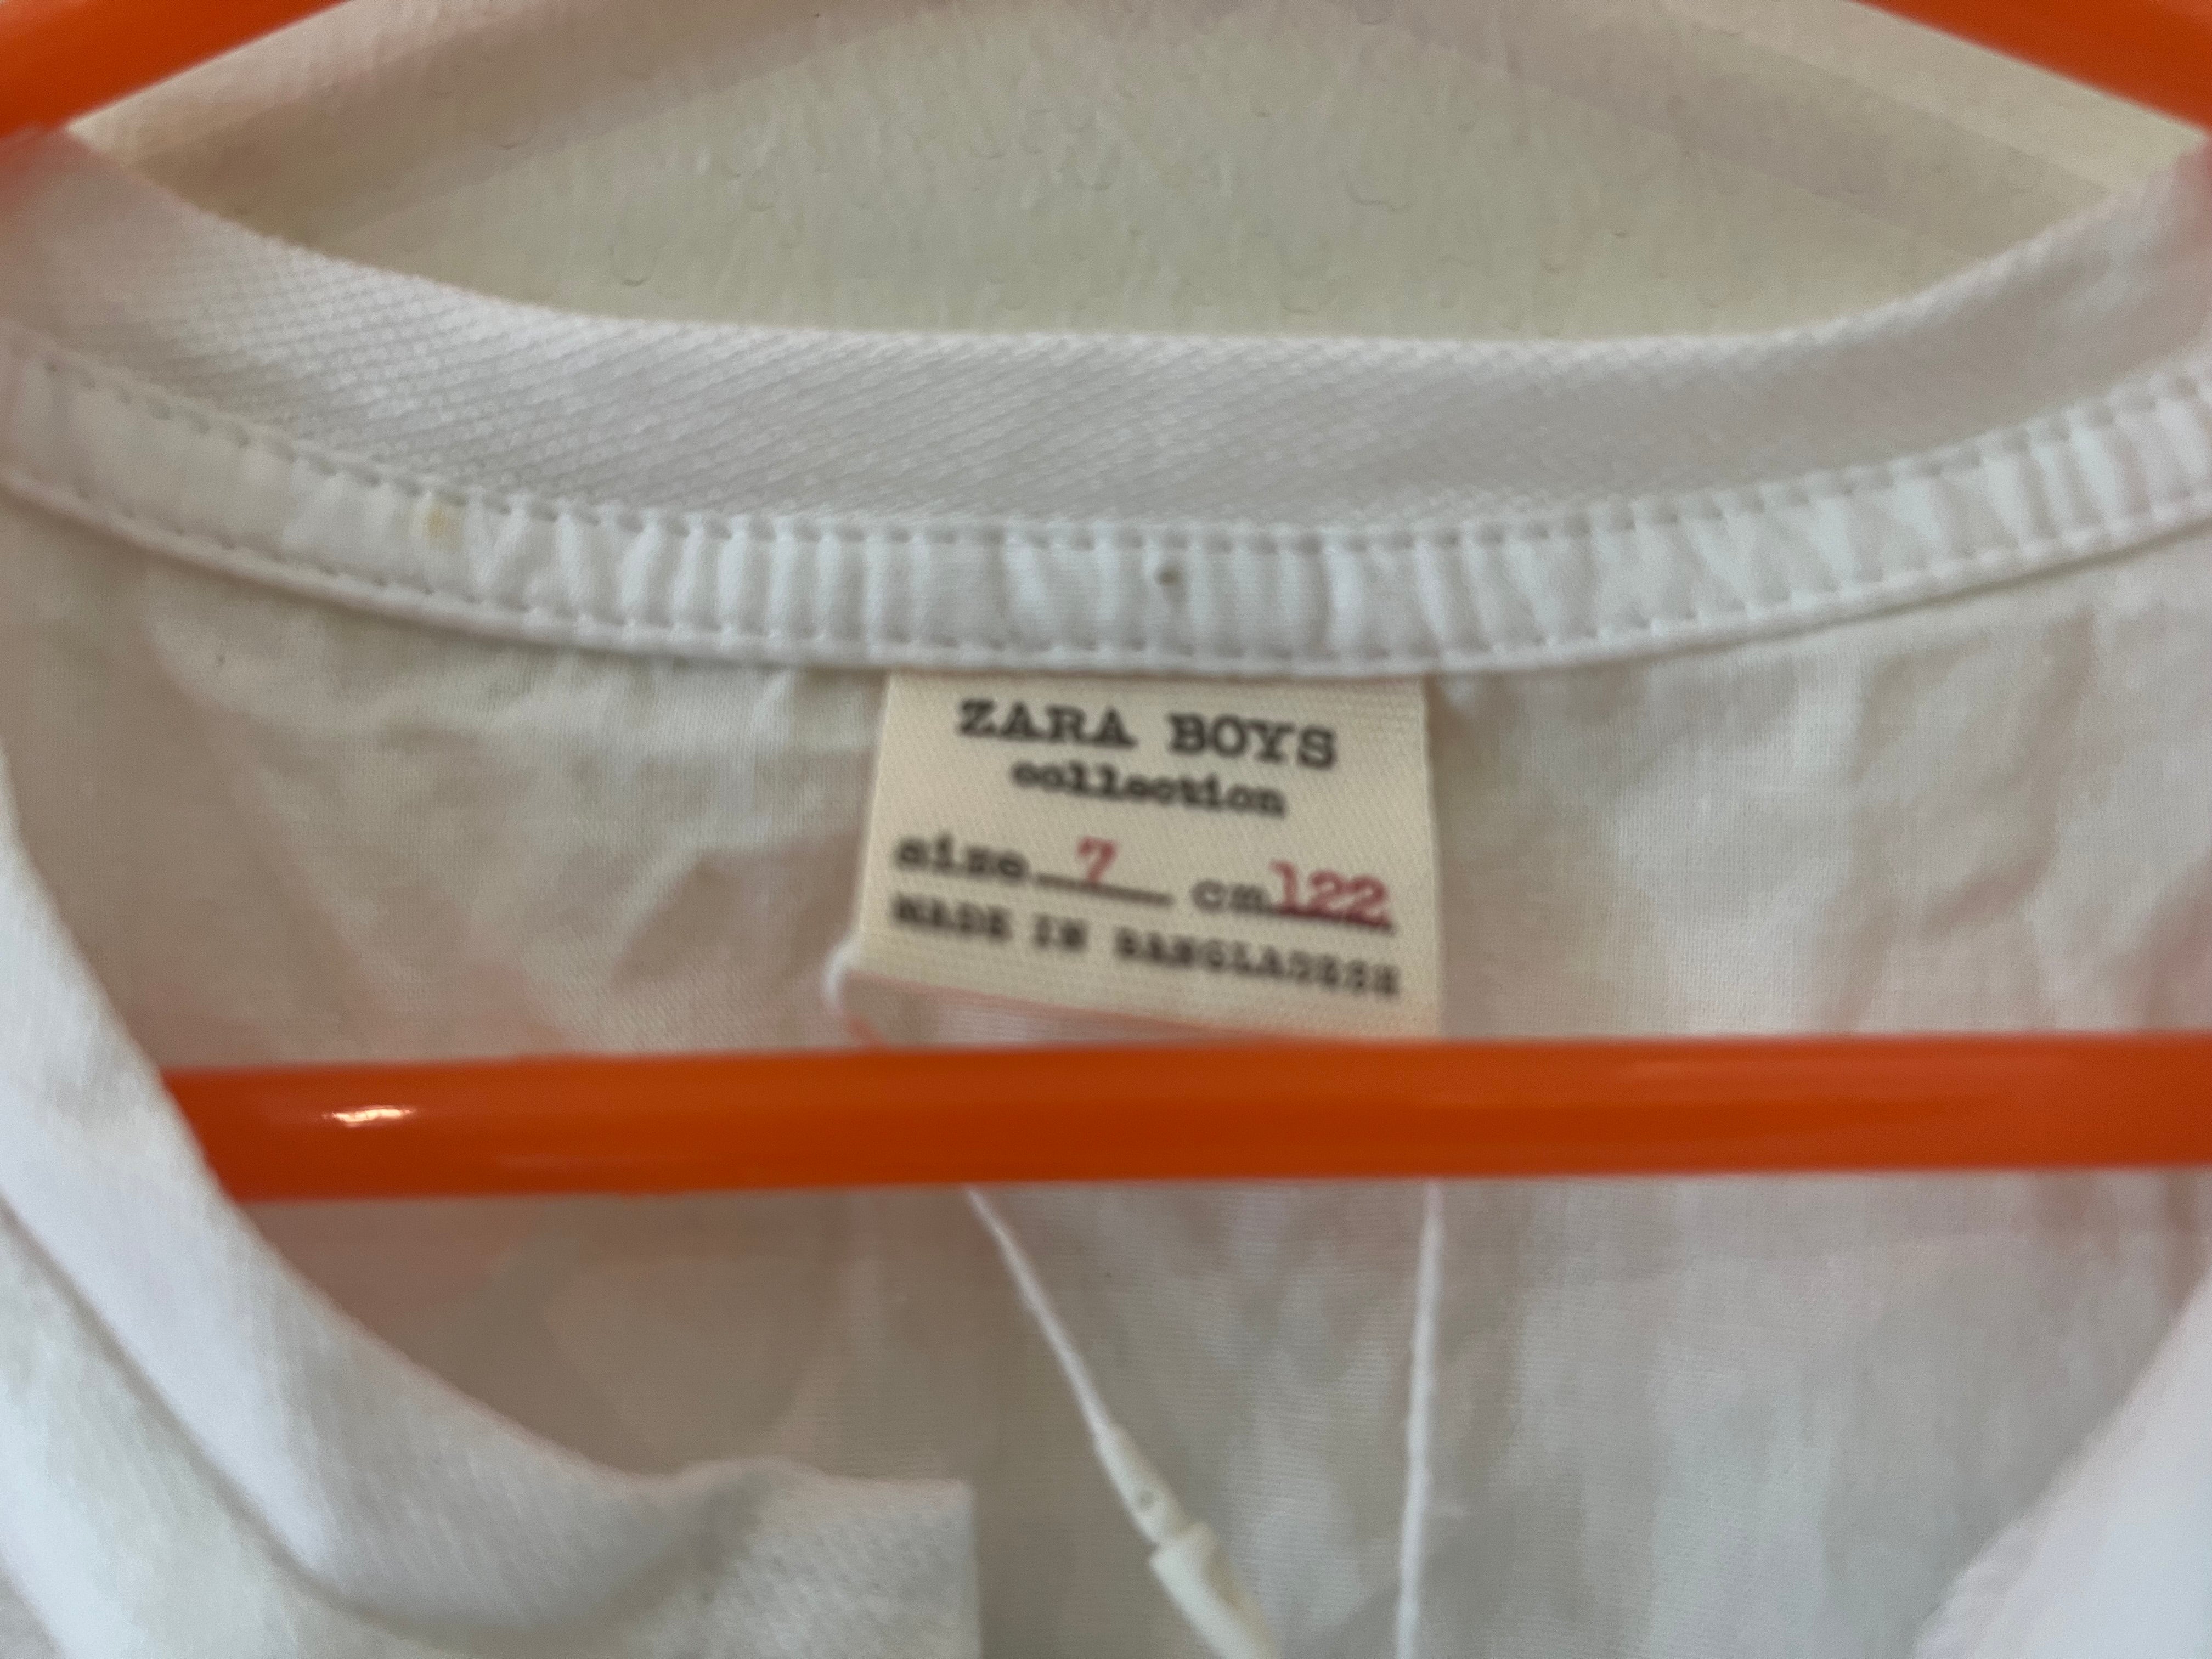 ZARA BOYS
collection
size 7 cm 122
MADE IN BANGLADESH